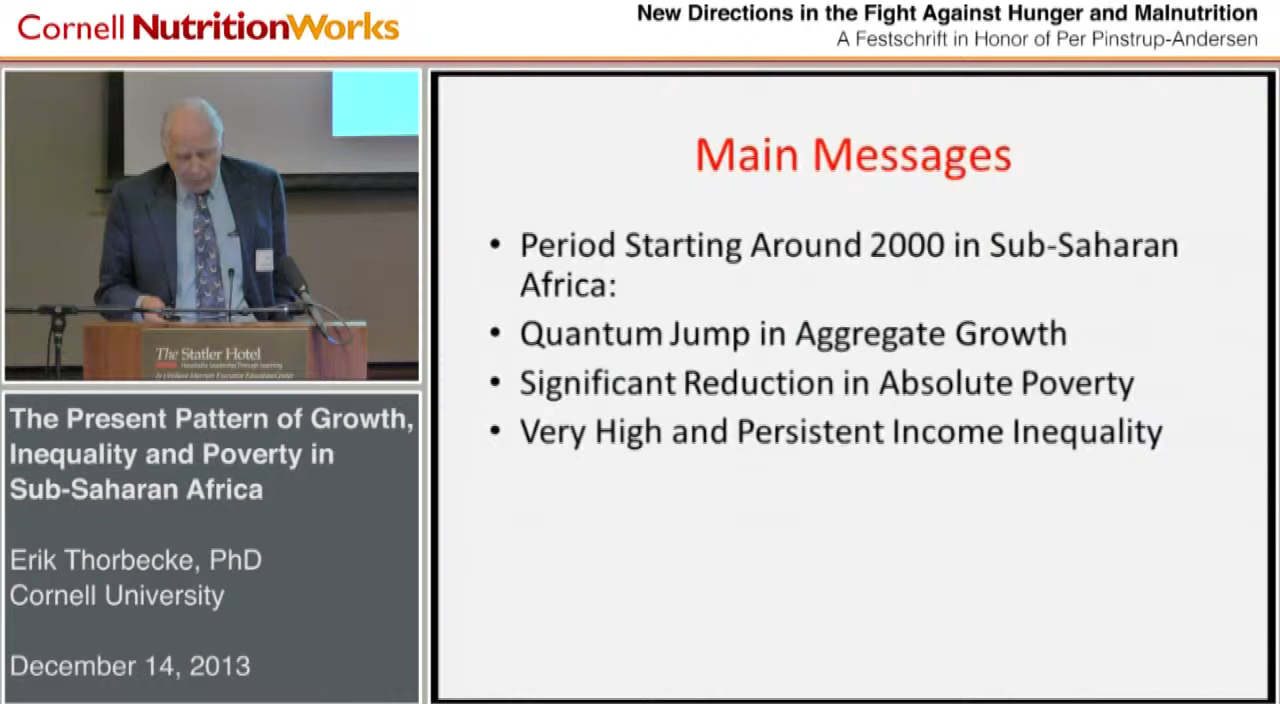 Cornell NutritionWorks
New Directions in the Fight Against Hunger and Malnutrition
A Festschrift in Honor of Per Pinstrup-Andersen
The Statler Hotel
Main Messages
• Period Starting Around 2000 in Sub-Saharan
Africa:
• Quantum Jump in Aggregate Growth
• Significant Reduction in Absolute Poverty
• Very High and Persistent Income Inequality
The Present Pattern of Growth,
Inequality and Poverty in
Sub-Saharan Africa
Erik Thorbecke, PhD
Cornell University
December 14, 2013